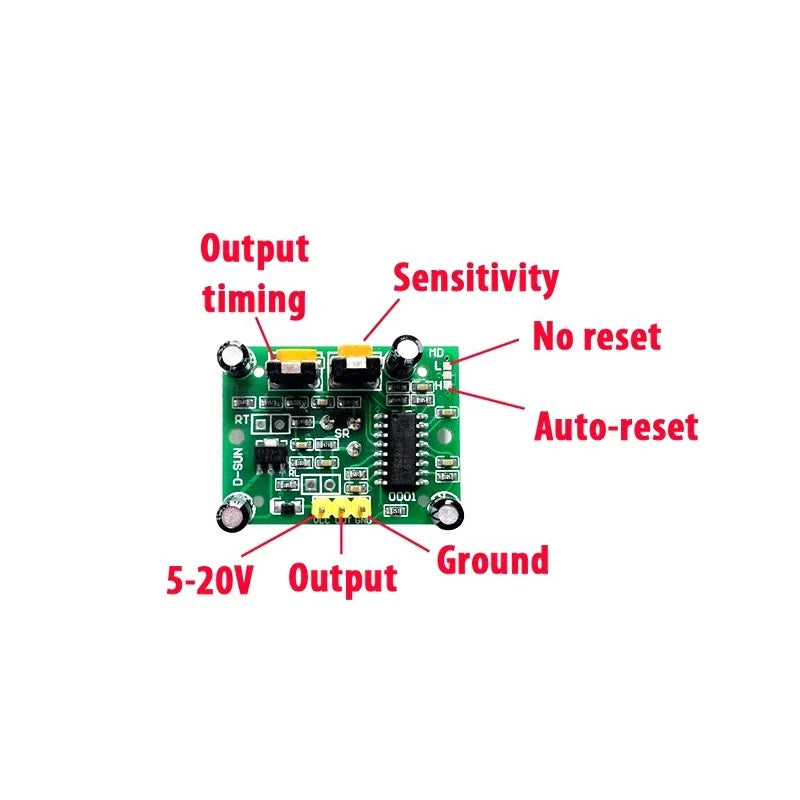 Output
timing
Sensitivity
No reset
Auto-reset
MD
L
H
RT
SR
D-SUN
0001
VCC OUT GND
5-20V
Output
Ground